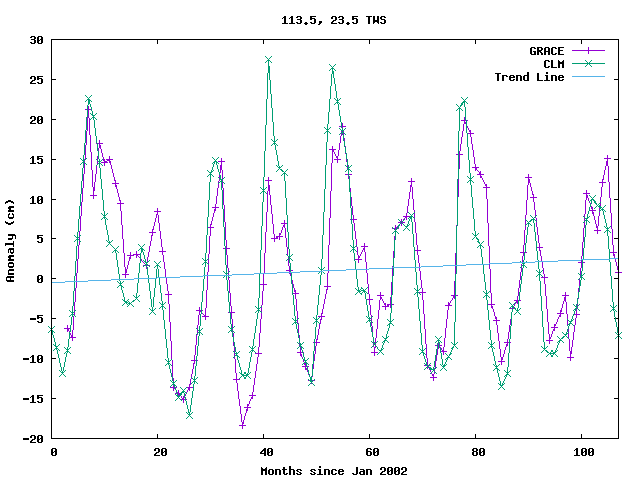 113.5, 23.5 TWS
GRACE
CLM
Trend Line
30
25
20
15
10
5
0
-5
-10
-15
-20
Anomaly (cm)
0 20 40 60 80 100
Months since Jan 2002